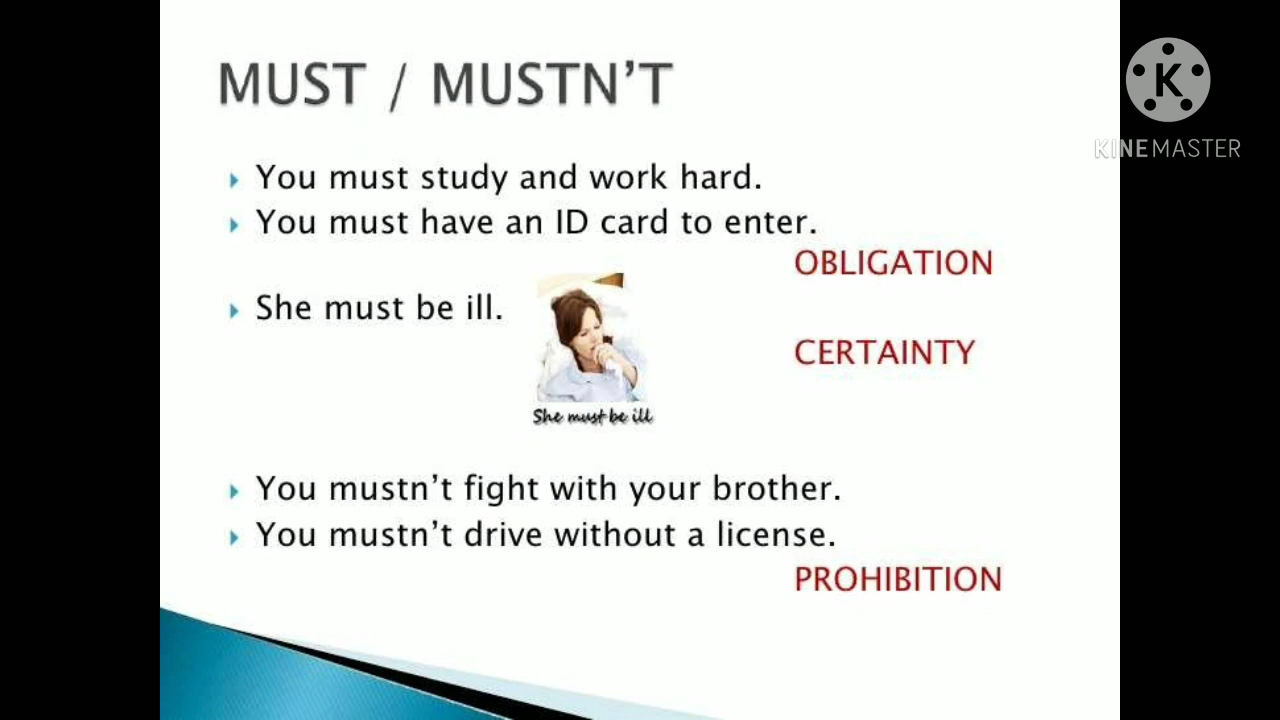 MUST / MUSTN'T
K
KINEMASTER
You must study and work hard.
You must have an ID card to enter.
OBLIGATION
She must be ill.
CERTAINTY
She must be ill
You mustn't fight with your brother.
You mustn't drive without a license.
PROHIBITION